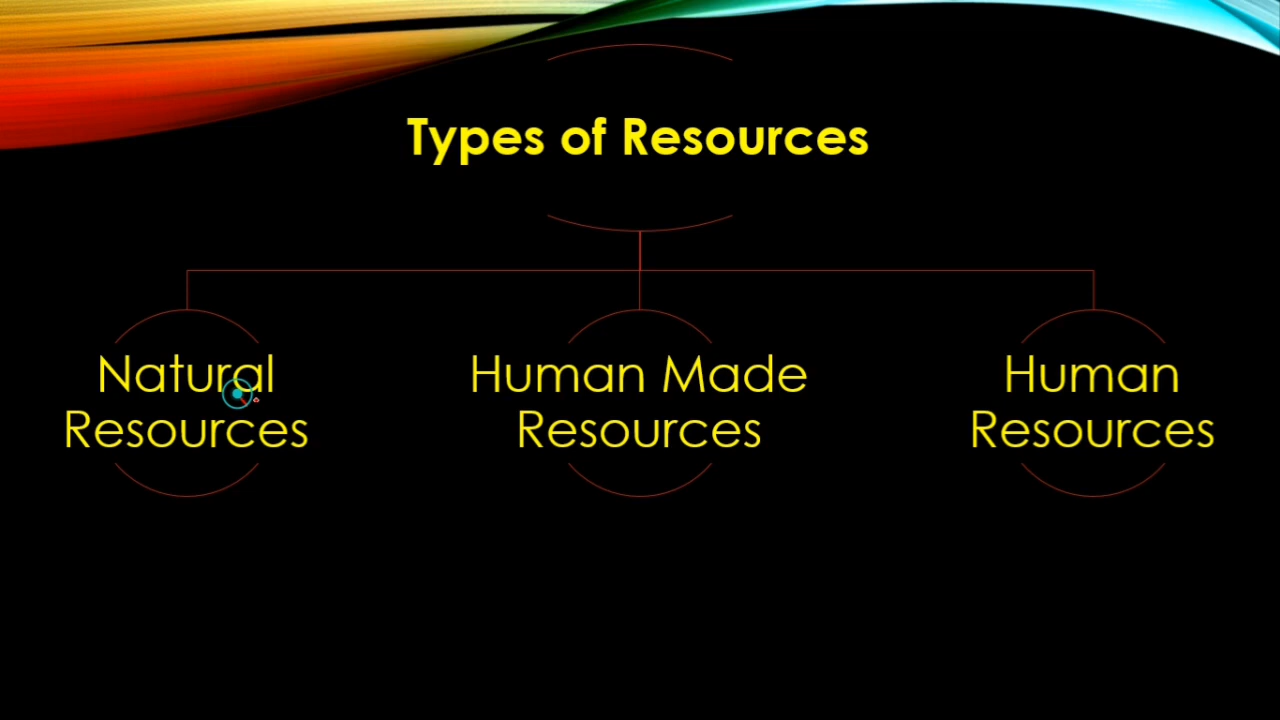 Types of Resources
Natural
Resources
Human Made
Resources
Human
Resources